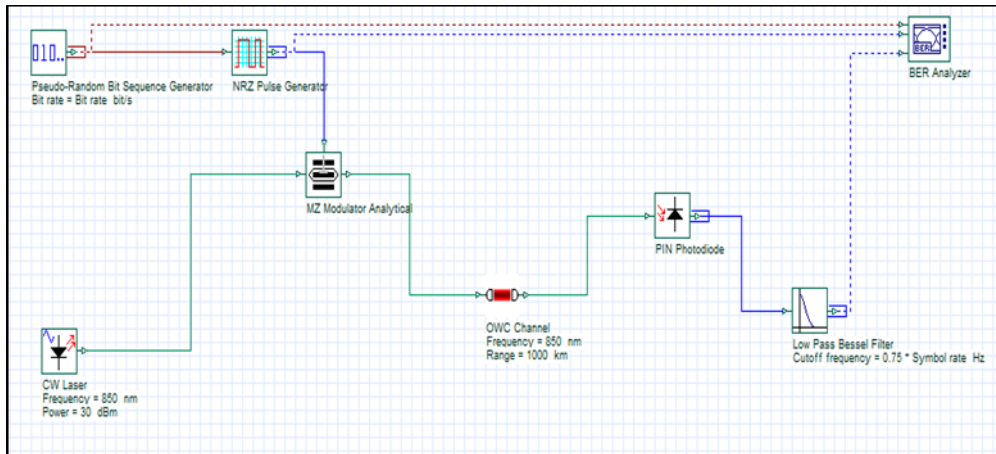 010..
Pseudo-Random Bit Sequence Generator
Bit rate = Bit rate bit/s
NRZ Pulse Generator
BER
BER Analyzer
MZ Modulator Analytical
PIN Photodiode
OWC Channel
Frequency = 850 nm
Range = 1000 km
Low Pass Bessel Filter
Cutoff frequency = 0.75 * Symbol rate Hz
CW Laser
Frequency = 850 nm
Power = 30 dBm